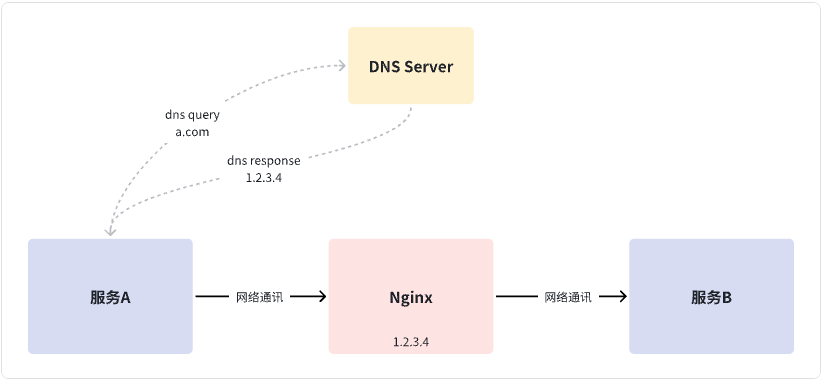 DNS Server
dns query
a.com
dns response
1.2.3.4
服务A
网络通讯
Nginx
网络通讯
服务B
1.2.3.4